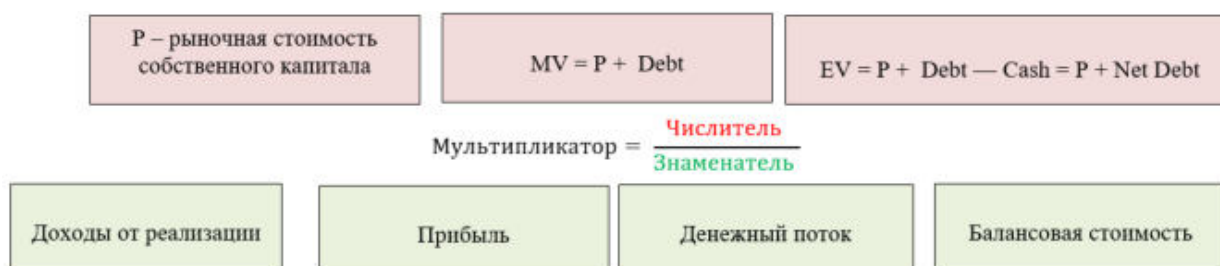 P – рыночная стоимость
собственного капитала
MV = P + Debt
EV = P + Debt — Cash = P + Net Debt
Мультипликатор = Числитель
Знаменатель
Доходы от реализации
Прибыль
Денежный поток
Балансовая стоимость